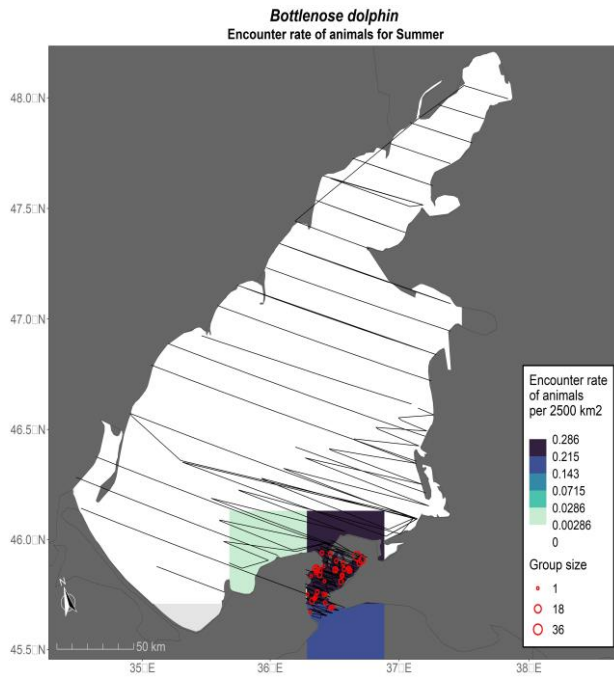 Bottlenose dolphin
Encounter rate of animals for Summer
48.0□N
47.5□N
47.0□N
46.5□N
46.0□N
45.5□N
35□E
36□E
37□E
38□E
N
50 km
Encounter rate
of animals
per 2500 km2
0.286
0.215
0.143
0.0715
0.0286
0.00286
0
Group size
1
18
36